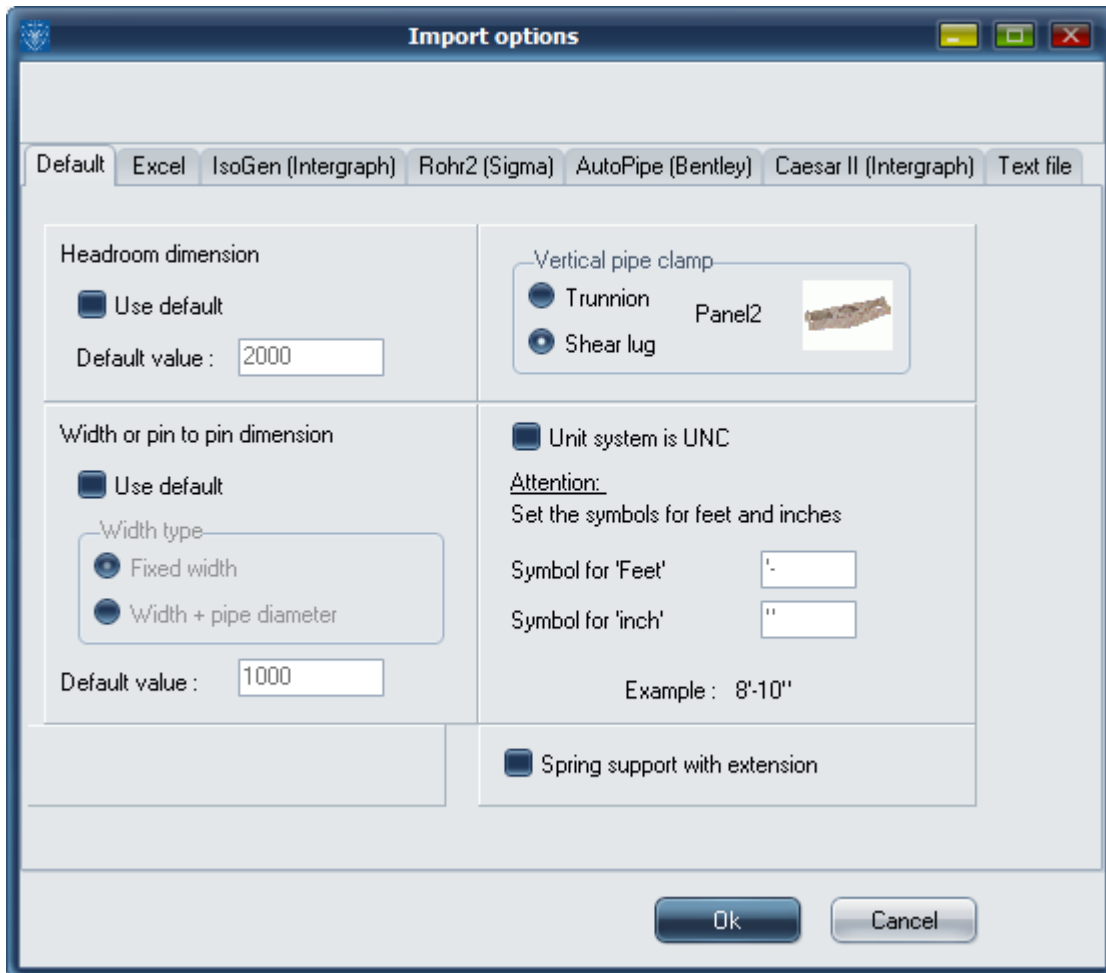 Import options
Default Excel IsoGen (Intergraph) Rohr2 (Sigma) AutoPipe (Bentley) Caesar II (Intergraph) Text file
Headroom dimension
Use default
Default value : 2000
Vertical pipe clamp
Trunnion
Panel2
Shear lug
Width or pin to pin dimension
Use default
Width type
Fixed width
Width + pipe diameter
Default value : 1000
Unit system is UNC
Attention:
Set the symbols for feet and inches
Symbol for 'Feet' '-
Symbol for 'inch' ''
Example : 8'-10''
Spring support with extension
Ok Cancel